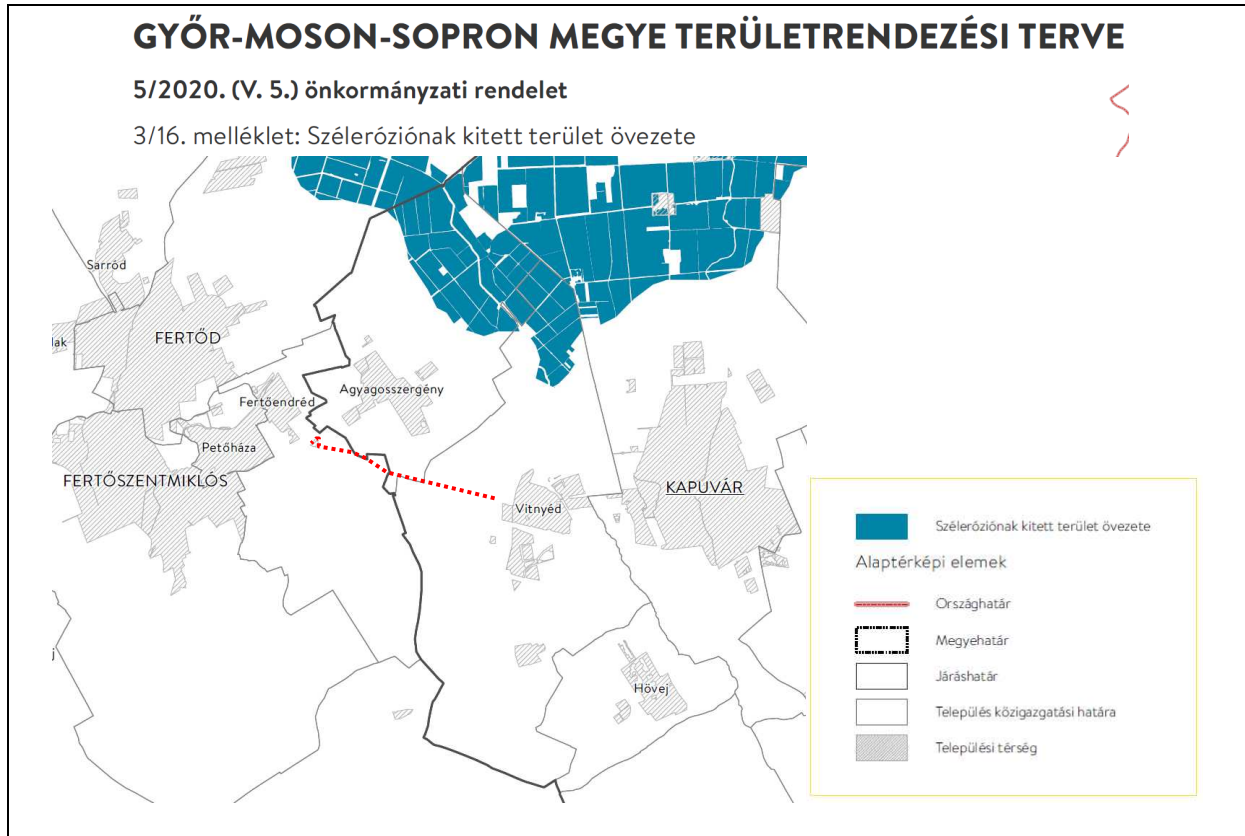 GYŐR-MOSON-SOPRON MEGYE TERÜLETRENDEZÉSI TERVE
5/2020. (V. 5.) önkormányzati rendelet
3/16. melléklet: Széleróziónak kitett terület övezete
Sarród
FERTŐD
lak
Agyagosszergény
Fertőendréd
Petőháza
FERTŐSZENTMIKLÓS
KAPUVÁR
Vitnyéd
Hövej
j
Széleróziónak kitett terület övezete
Alaptérképi elemek
Országhatár
Megyehatár
Járáshatár
Település közigazgatási határa
Települési térség